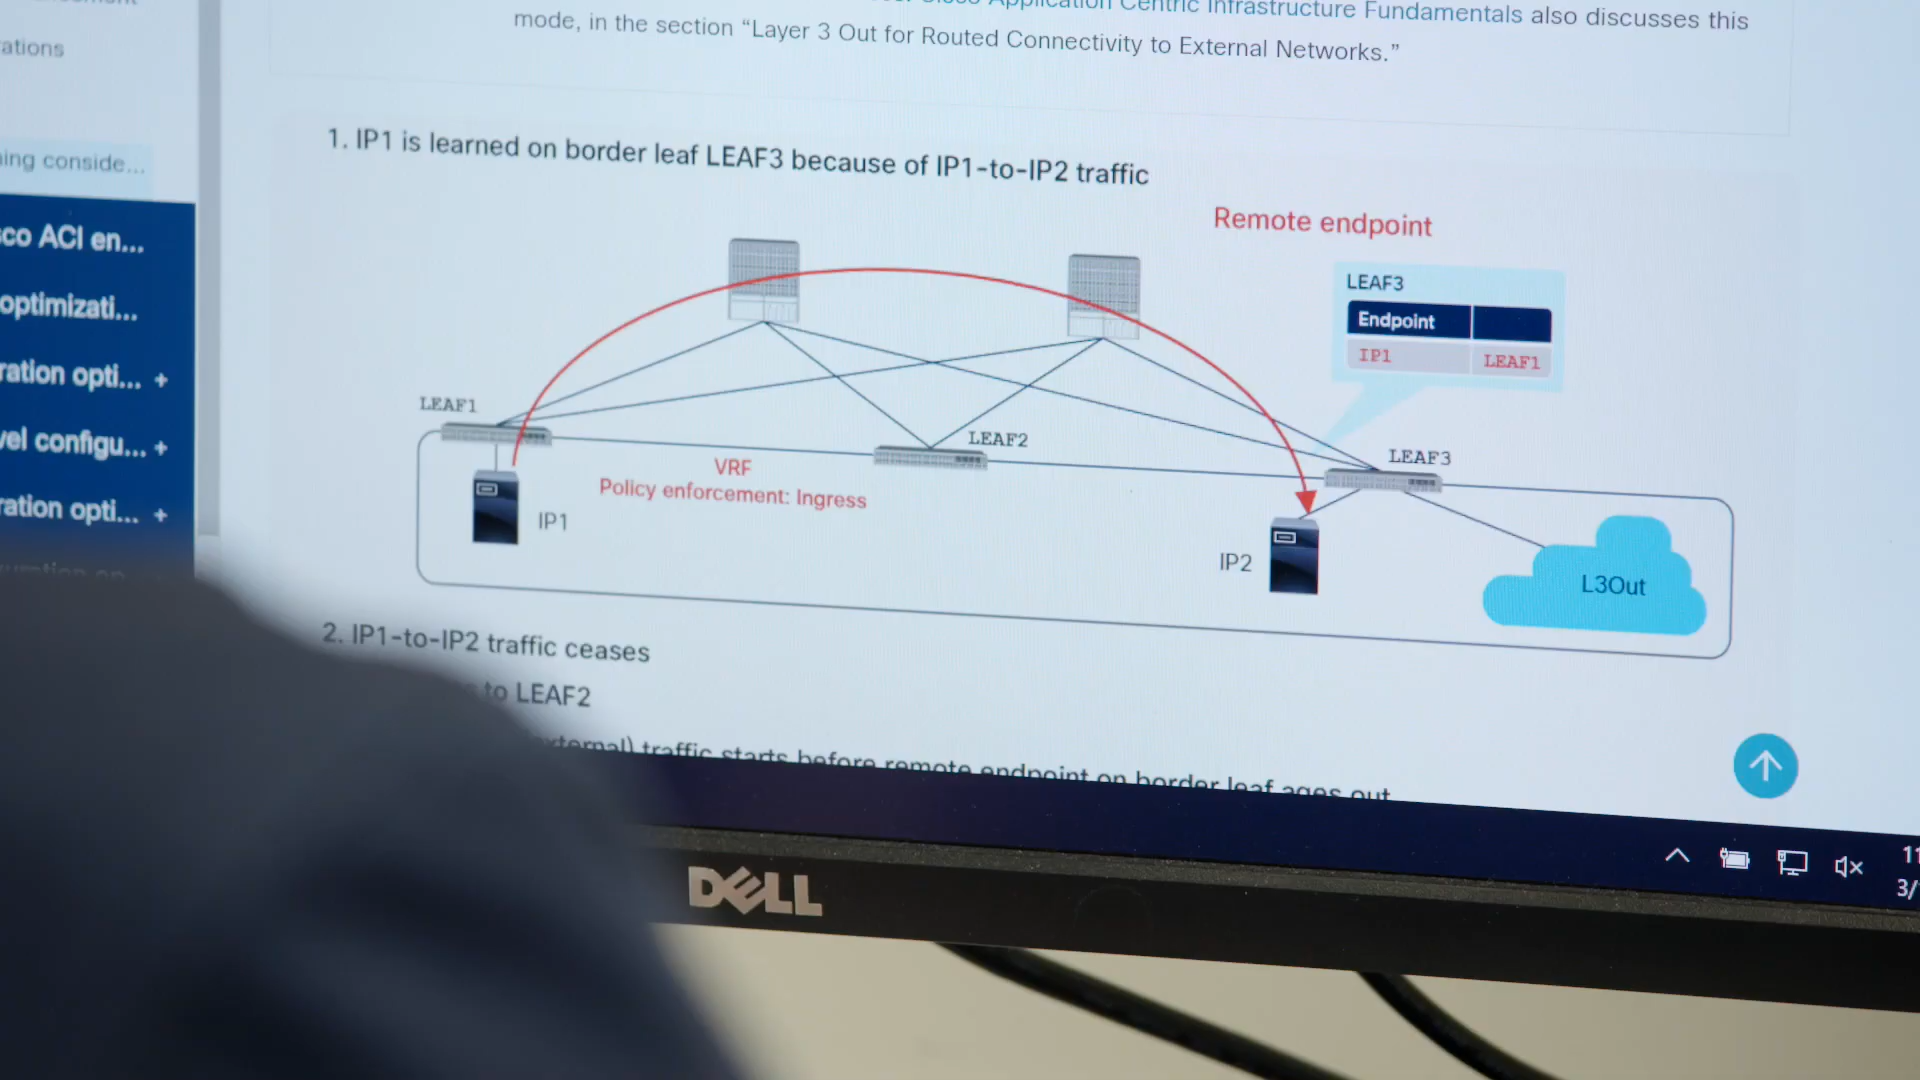 Application Centric Infrastructure Fundamentals also discusses this
mode, in the section “Layer 3 Out for Routed Connectivity to External Networks.”
ations
ing conside...
co ACI en...
optimizati...
ration opti... +
vel configu... +
ration opti... +
1. IP1 is learned on border leaf LEAF3 because of IP1-to-IP2 traffic
Remote endpoint
LEAF3
Endpoint
IP1 LEAF1
LEAF1
LEAF2
LEAF3
VRF
Policy enforcement: Ingress
IP1
IP2
L3Out
2. IP1-to-IP2 traffic ceases
to LEAF2
traffic starts before remote endpoint on border leaf ages out
11
3/
DELL